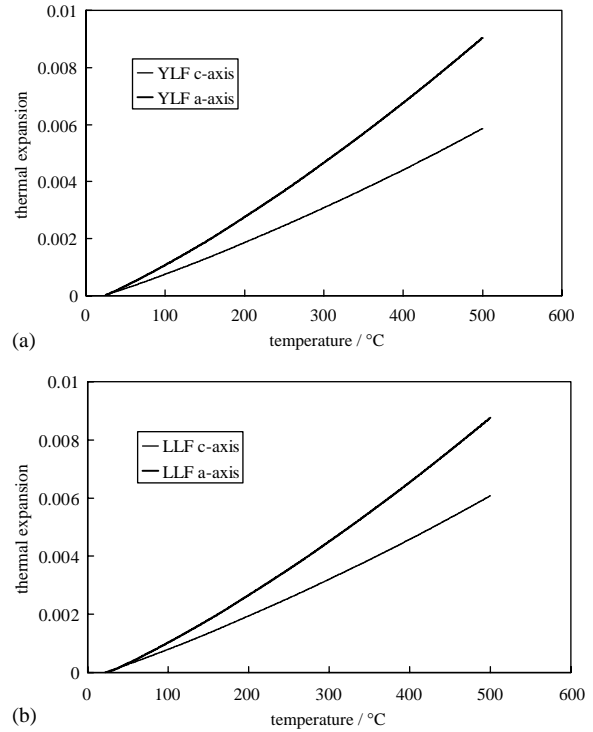 0.01
0.008
0.006
0.004
0.002
0
thermal expansion
YLF c-axis
YLF a-axis
0 100 200 300 400 500 600
temperature / °C
(a)
0.01
0.008
0.006
0.004
0.002
0
thermal expansion
LLF c-axis
LLF a-axis
0 100 200 300 400 500 600
temperature / °C
(b)